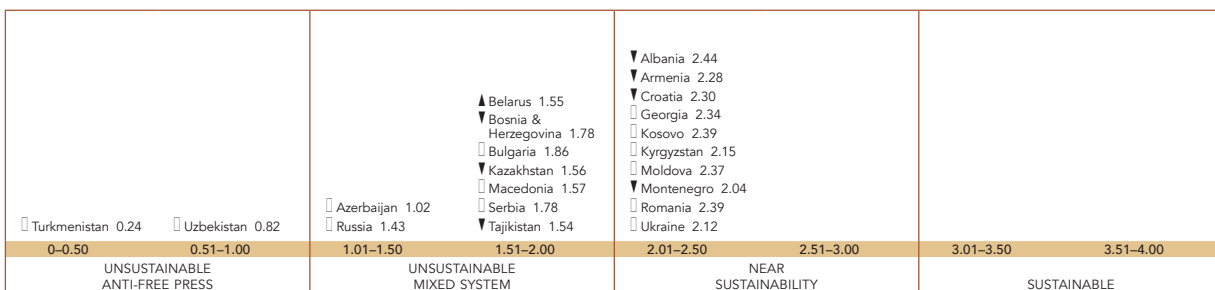 ▼ Albania 2.44
▼ Armenia 2.28
▼ Croatia 2.30
▯ Georgia 2.34
▯ Kosovo 2.39
▯ Kyrgyzstan 2.15
▯ Moldova 2.37
▼ Montenegro 2.04
▯ Romania 2.39
▯ Ukraine 2.12
▲ Belarus 1.55
▼ Bosnia &
Herzegovina 1.78
▯ Bulgaria 1.86
▼ Kazakhstan 1.56
▯ Macedonia 1.57
▯ Serbia 1.78
▼ Tajikistan 1.54
▯ Azerbaijan 1.02
▯ Russia 1.43
▯ Turkmenistan 0.24
▯ Uzbekistan 0.82
0–0.50 0.51–1.00 1.01–1.50 1.51–2.00 2.01–2.50 2.51–3.00 3.01–3.50 3.51–4.00
UNSUSTAINABLE
ANTI-FREE PRESS
UNSUSTAINABLE
MIXED SYSTEM
NEAR
SUSTAINABILITY
SUSTAINABLE